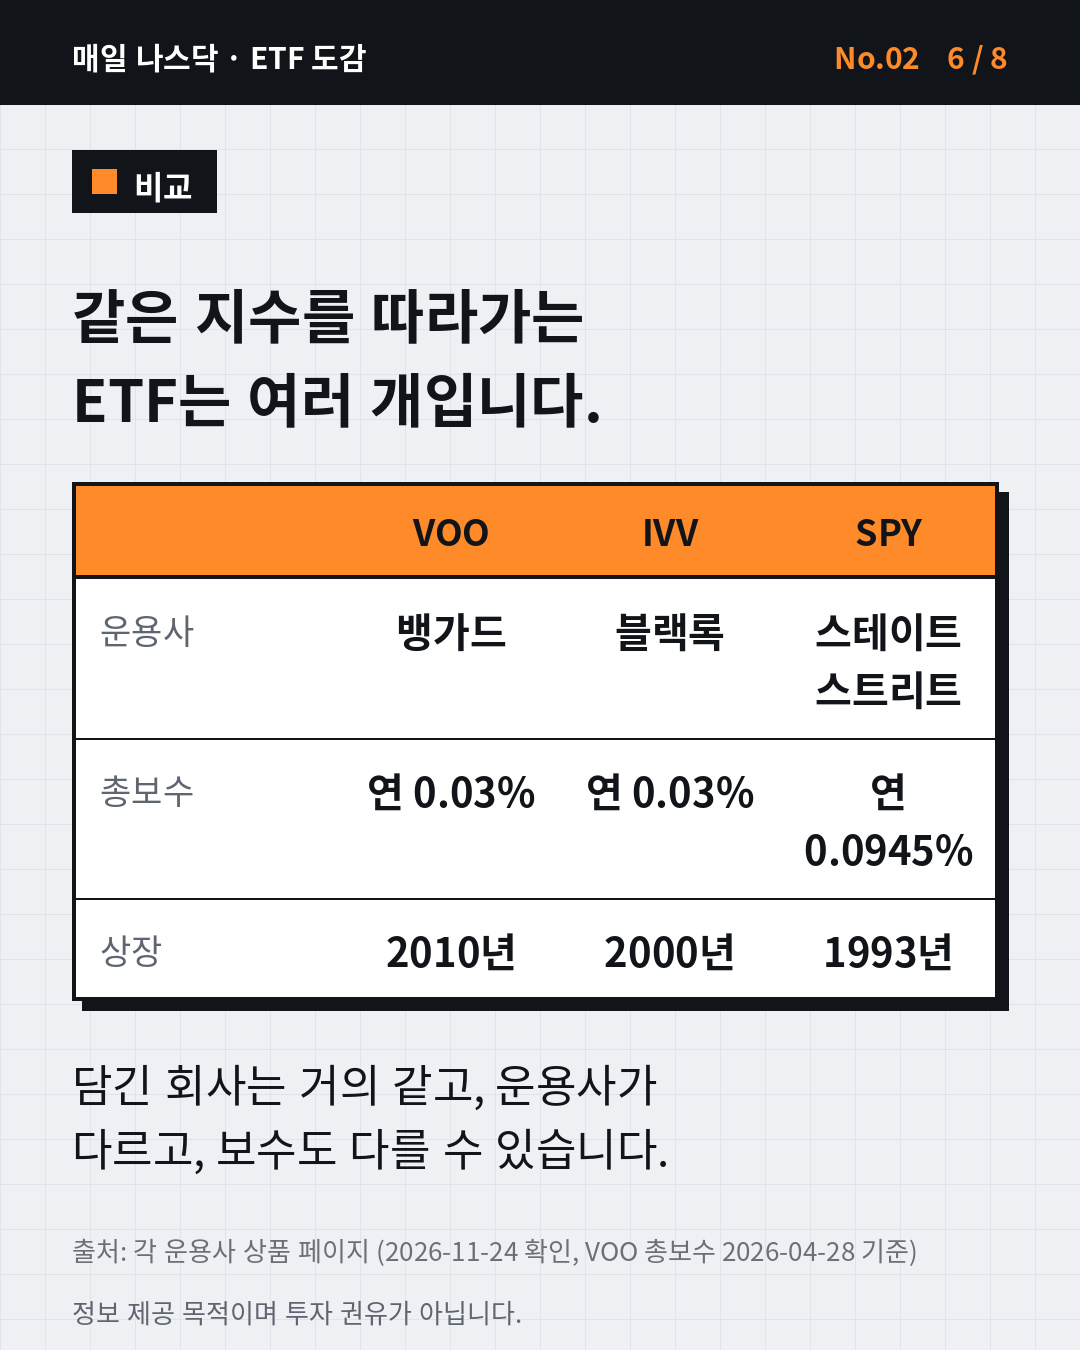 매일 나스닥 · ETF 도감
No.02 6 / 8
비교
같은 지수를 따라가는
ETF는 여러 개입니다.
VOO IVV SPY
운용사 뱅가드 블랙록 스테이트
스트리트
총보수 연 0.03% 연 0.03% 연
0.0945%
상장 2010년 2000년 1993년
담긴 회사는 거의 같고, 운용사가
다르고, 보수도 다를 수 있습니다.
출처: 각 운용사 상품 페이지 (2026-11-24 확인, VOO 총보수 2026-04-28 기준)
정보 제공 목적이며 투자 권유가 아닙니다.